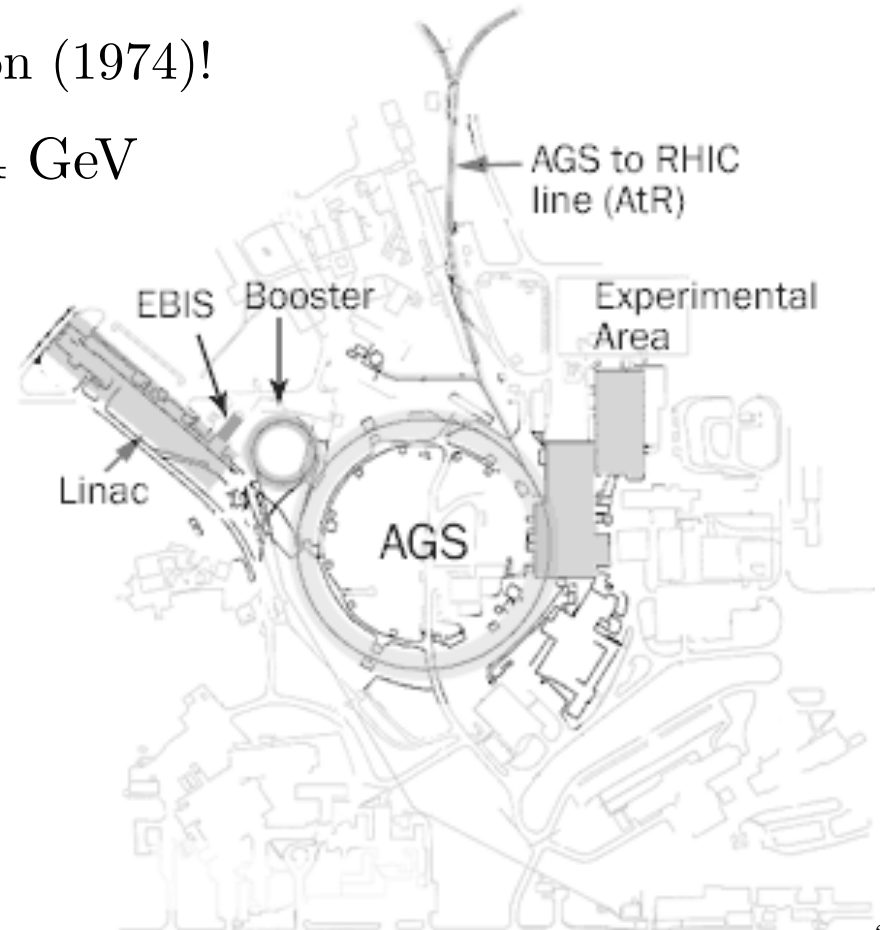 on (1974)!
GeV
AGS to RHIC
line (AtR)
EBIS
Booster
Experimental
Area
Linac
AGS